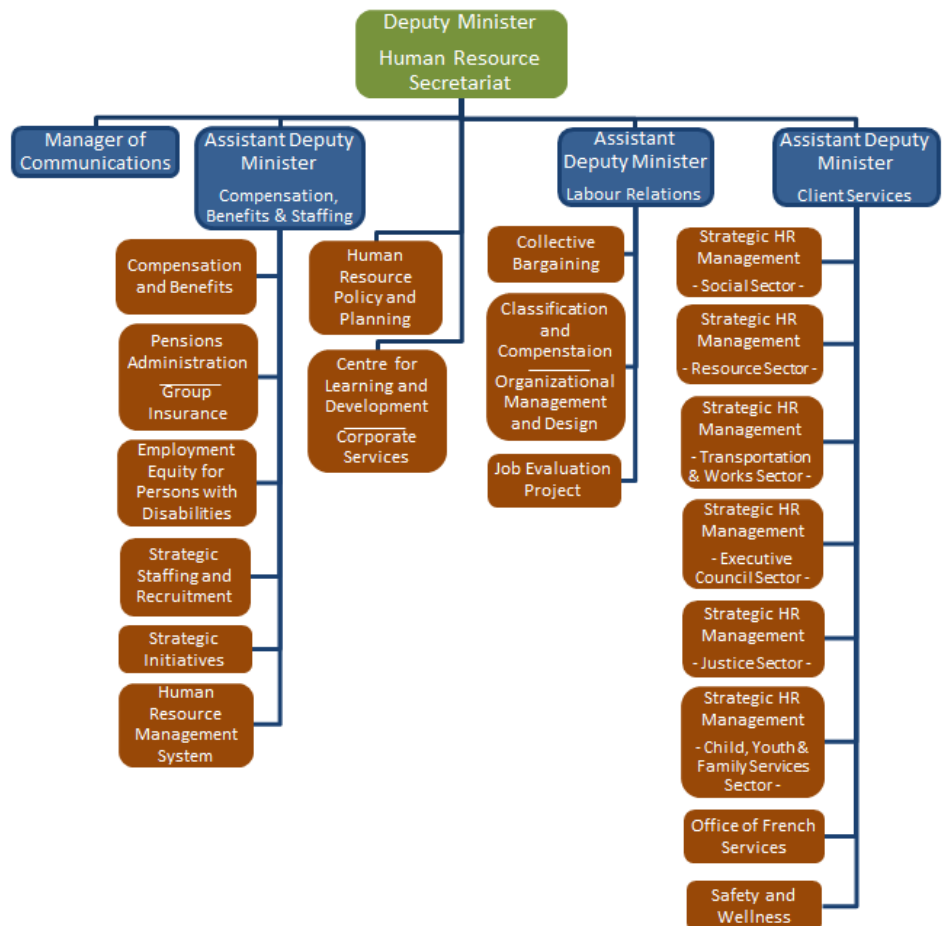 Deputy Minister
Human Resource
Secretariat
Manager of
Communications
Assistant Deputy
Minister
Compensation,
Benefits & Staffing
Assistant
Deputy Minister
Labour Relations
Assistant Deputy
Minister
Client Services
Compensation
and Benefits
Pensions
Administration
Group
Insurance
Employment
Equity for
Persons with
Disabilities
Strategic
Staffing and
Recruitment
Strategic
Initiatives
Human
Resource
Management
System
Human
Resource
Policy and
Planning
Centre for
Learning and
Development
Corporate
Services
Collective
Bargaining
Classification
and
Compenstaion
Organizational
Management
and Design
Job Evaluation
Project
Strategic HR
Management
- Social Sector -
Strategic HR
Management
- Resource Sector -
Strategic HR
Management
- Transportation
& Works Sector -
Strategic HR
Management
- Executive
Council Sector -
Strategic HR
Management
- Justice Sector -
Strategic HR
Management
- Child, Youth &
Family Services
Sector -
Office of French
Services
Safety and
Wellness